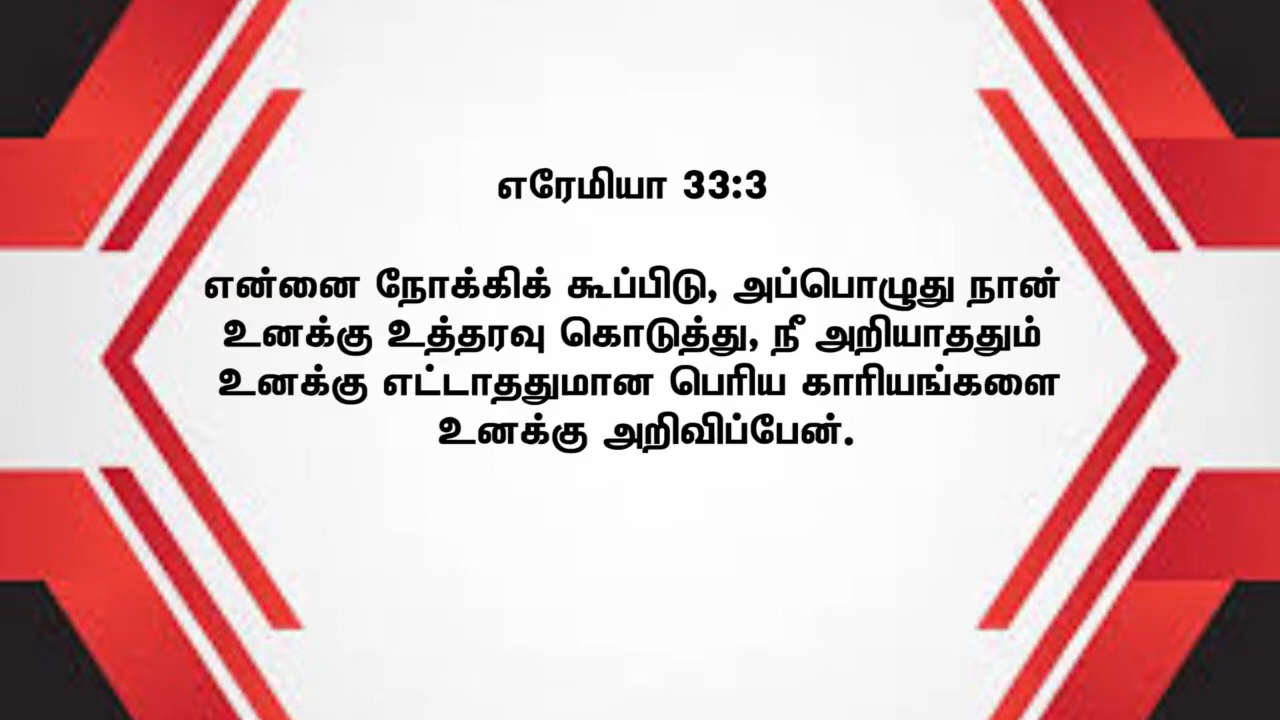 எரேமியா 33:3
என்னை நோக்கிக் கூப்பிடு, அப்பொழுது நான்
உனக்கு உத்தரவு கொடுத்து, நீ அறியாததும்
உனக்கு எட்டாததுமான பெரிய காரியங்களை
உனக்கு அறிவிப்பேன்.